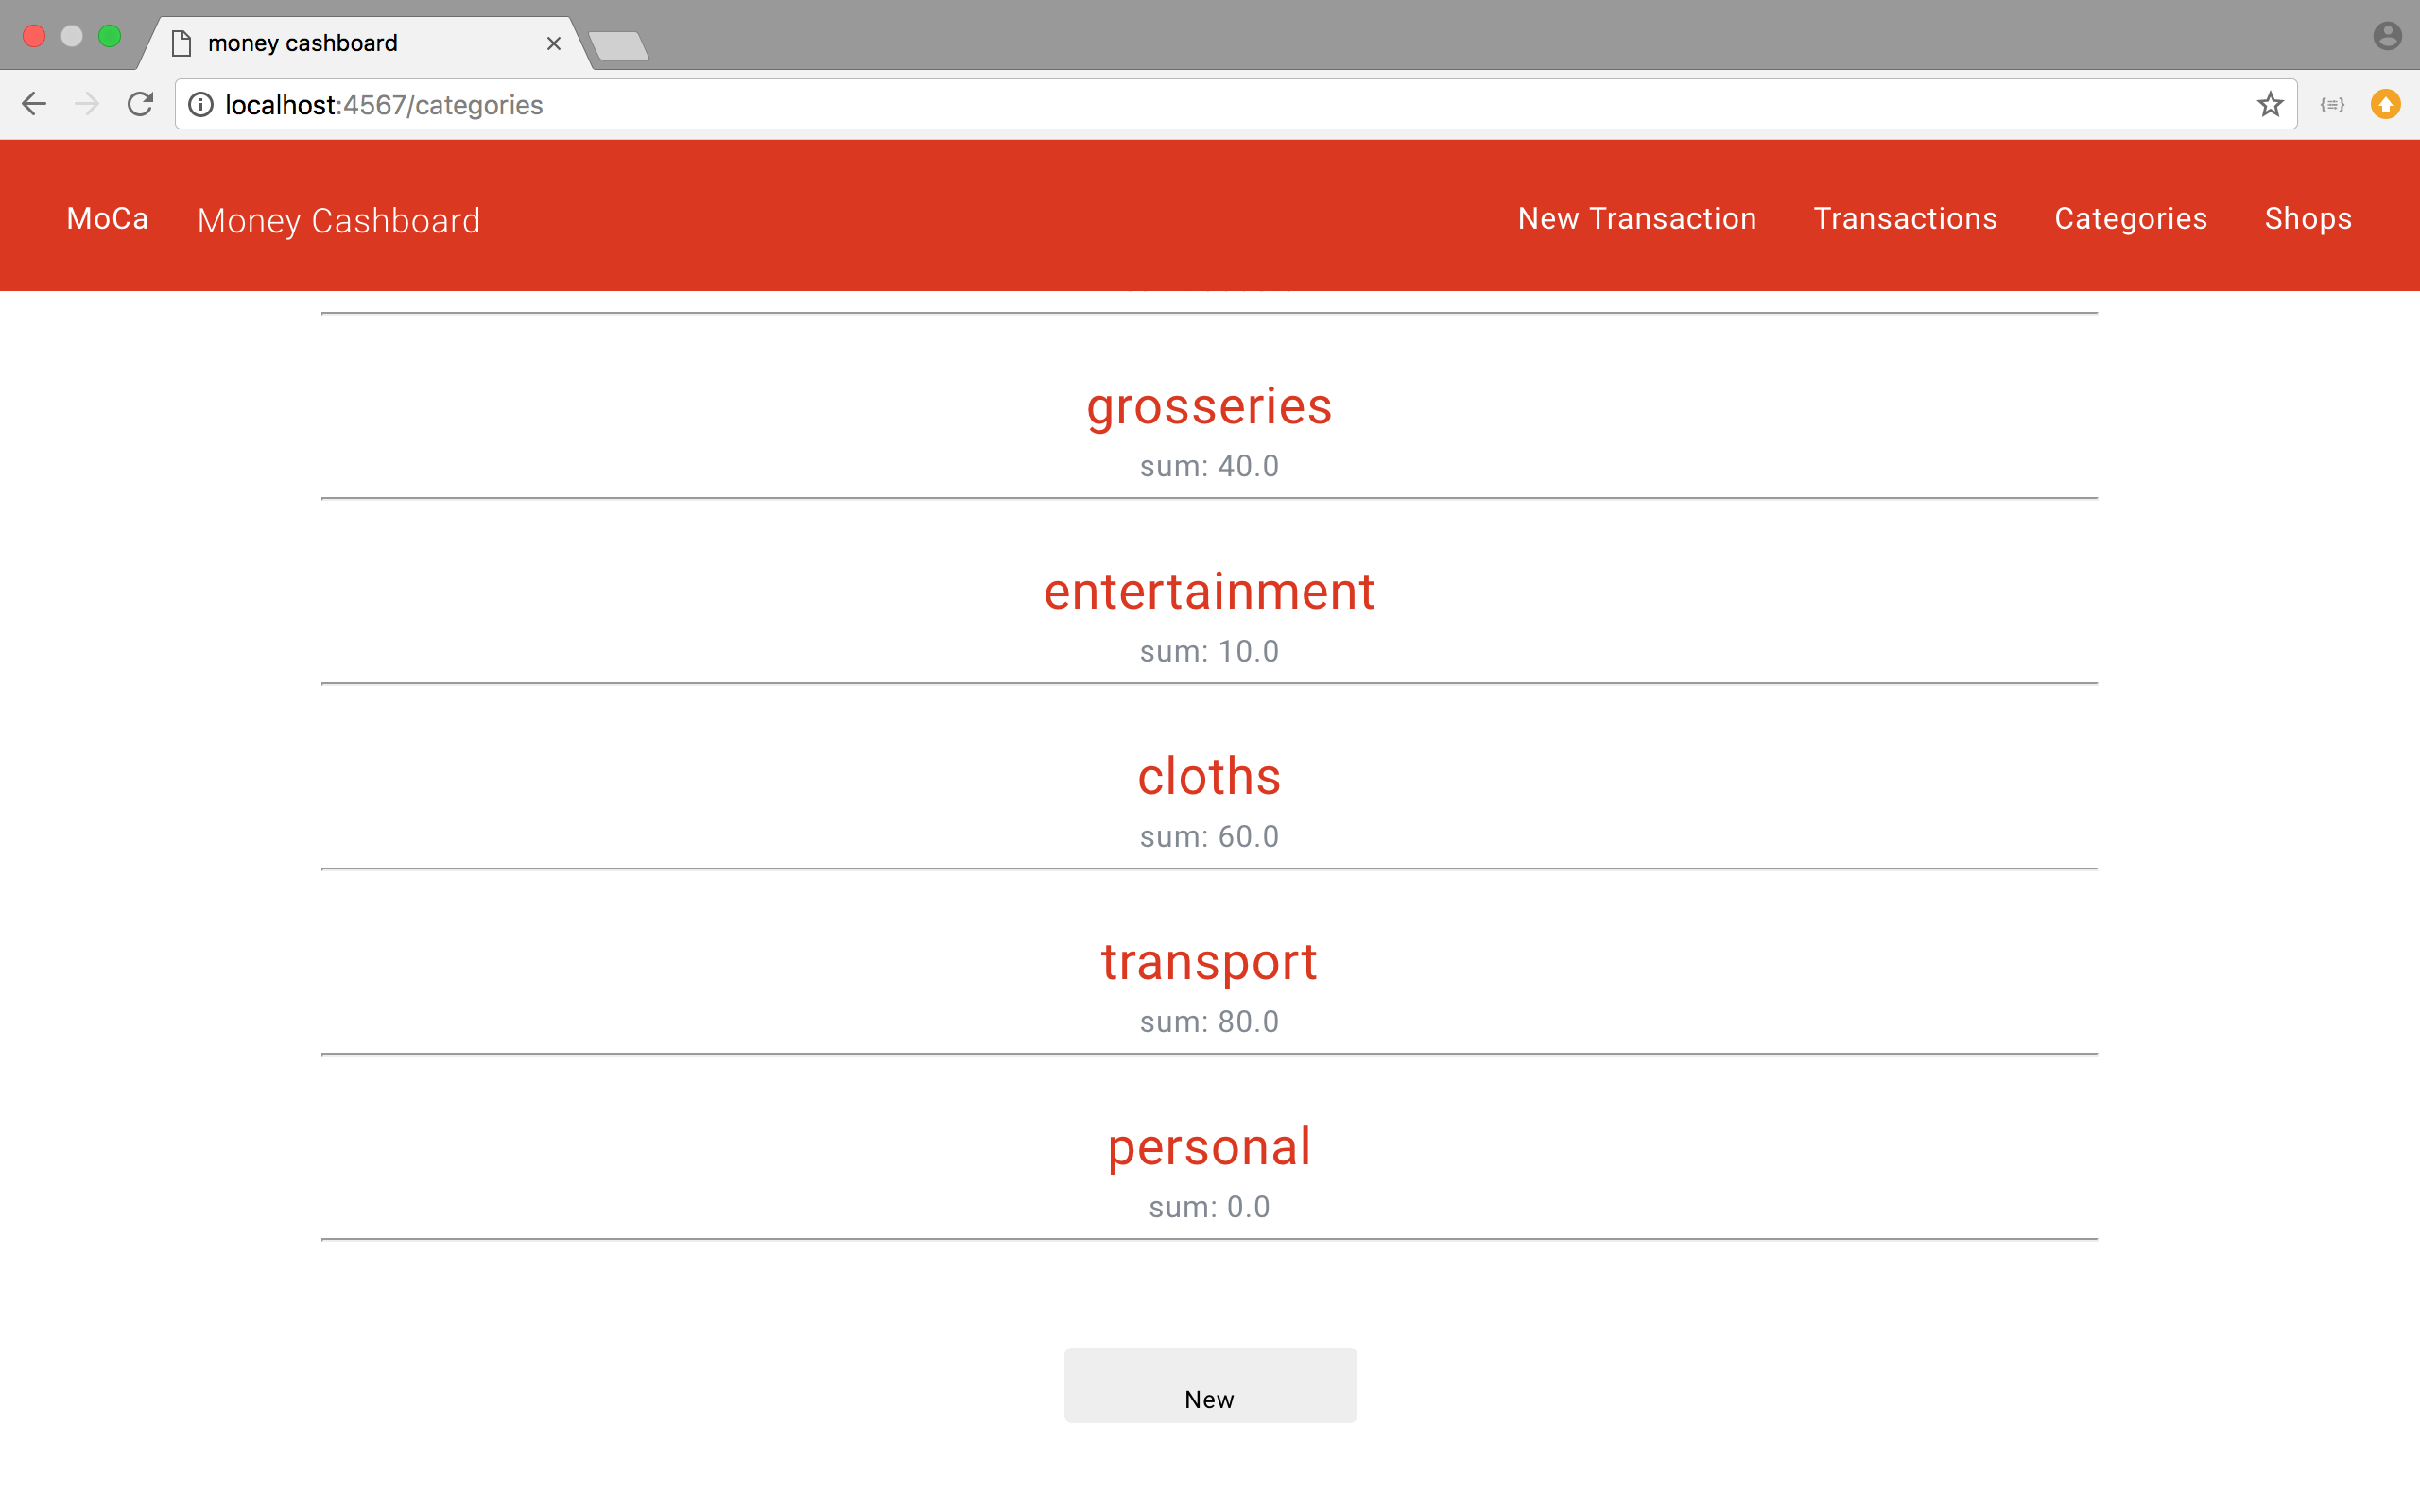 money cashboard
localhost:4567/categories
MoCa Money Cashboard New Transaction Transactions Categories Shops
grosseries
sum: 40.0
entertainment
sum: 10.0
cloths
sum: 60.0
transport
sum: 80.0
personal
sum: 0.0
New